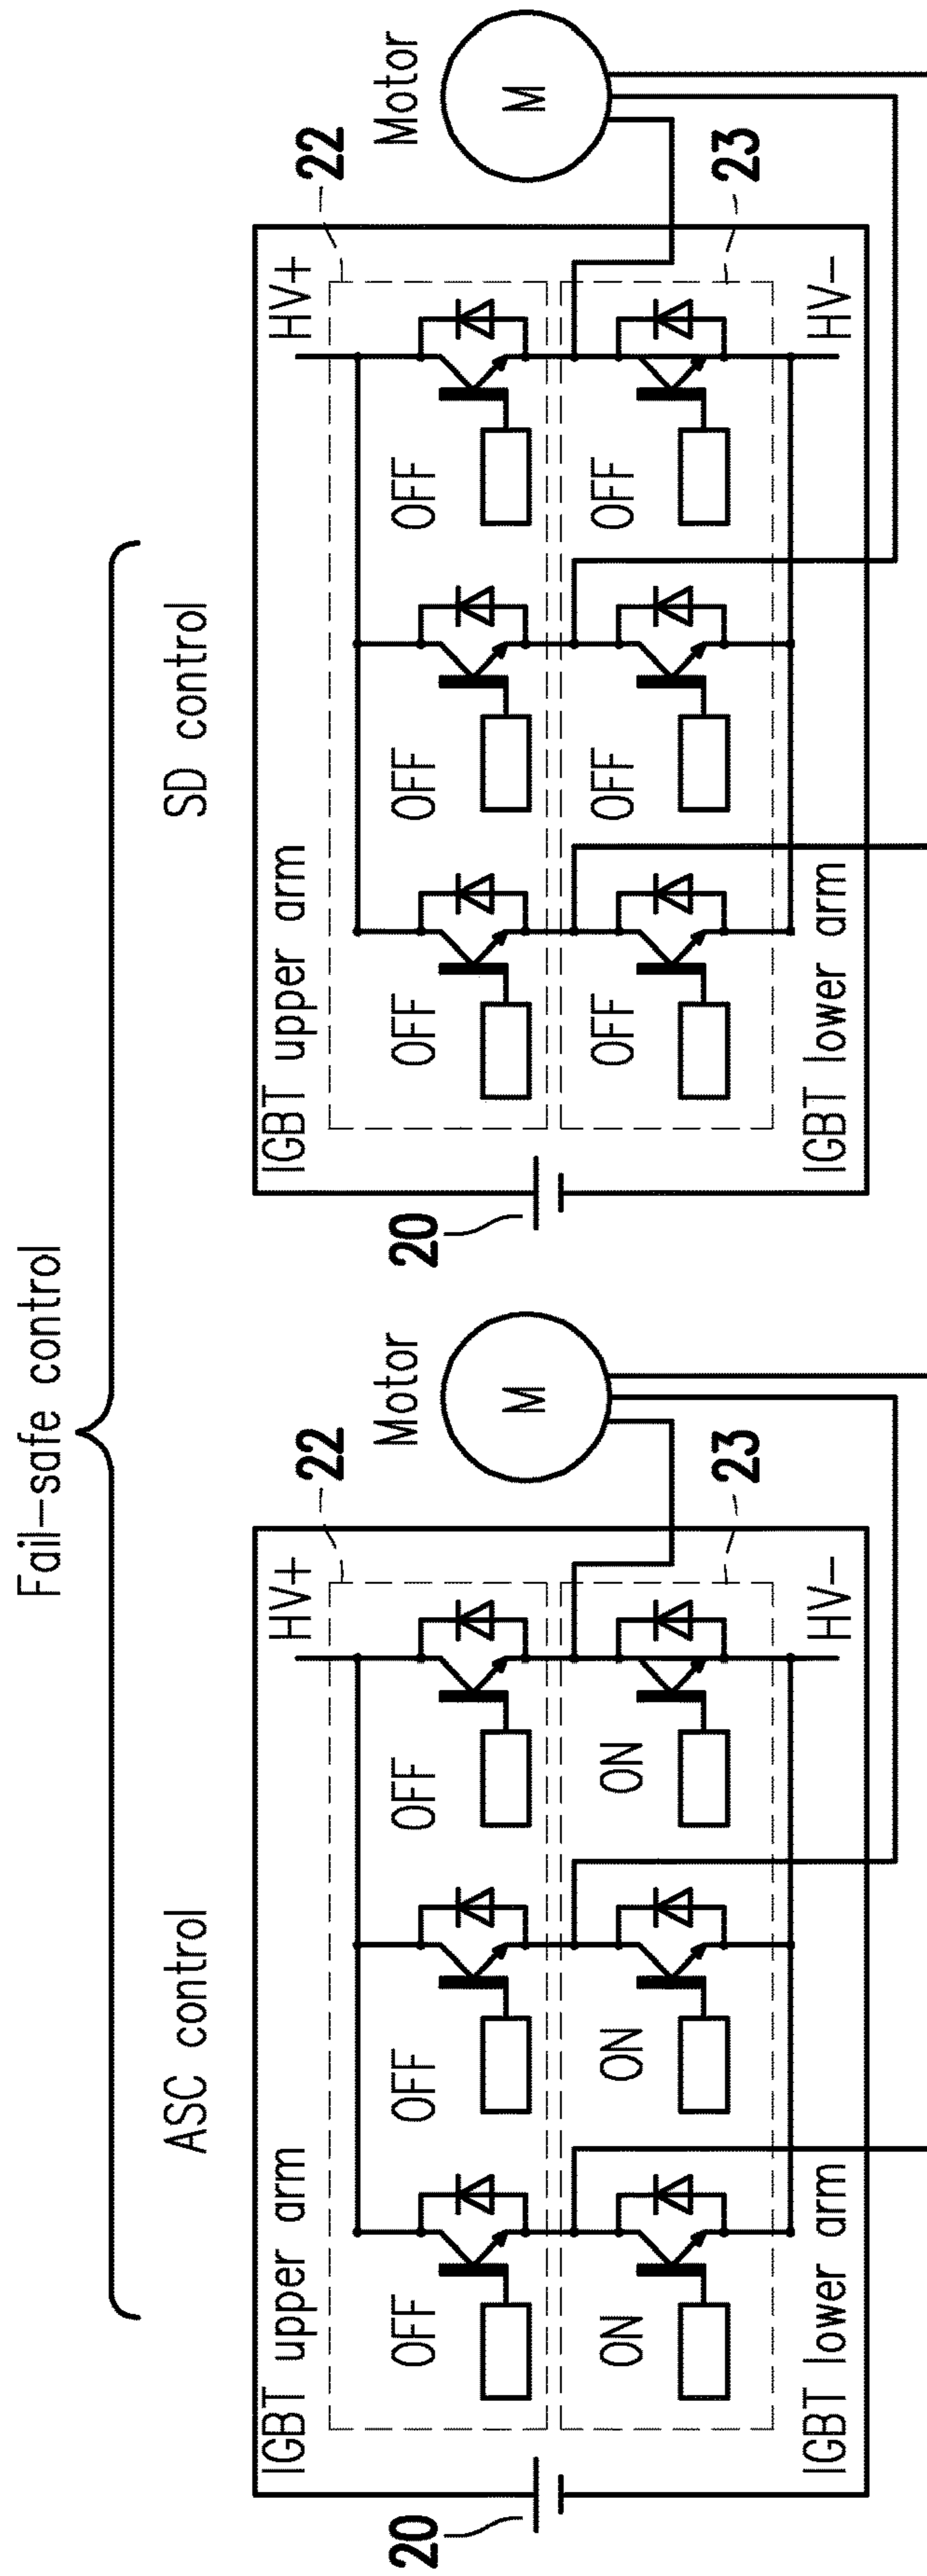 Fail-safe control
ASC control
IGBT upper arm
HV+
22
Motor
OFF
OFF
OFF
M
20
ON
ON
ON
23
IGBT lower arm
HV-
SD control
IGBT upper arm
HV+
22
Motor
OFF
OFF
OFF
M
20
OFF
OFF
OFF
23
IGBT lower arm
HV-